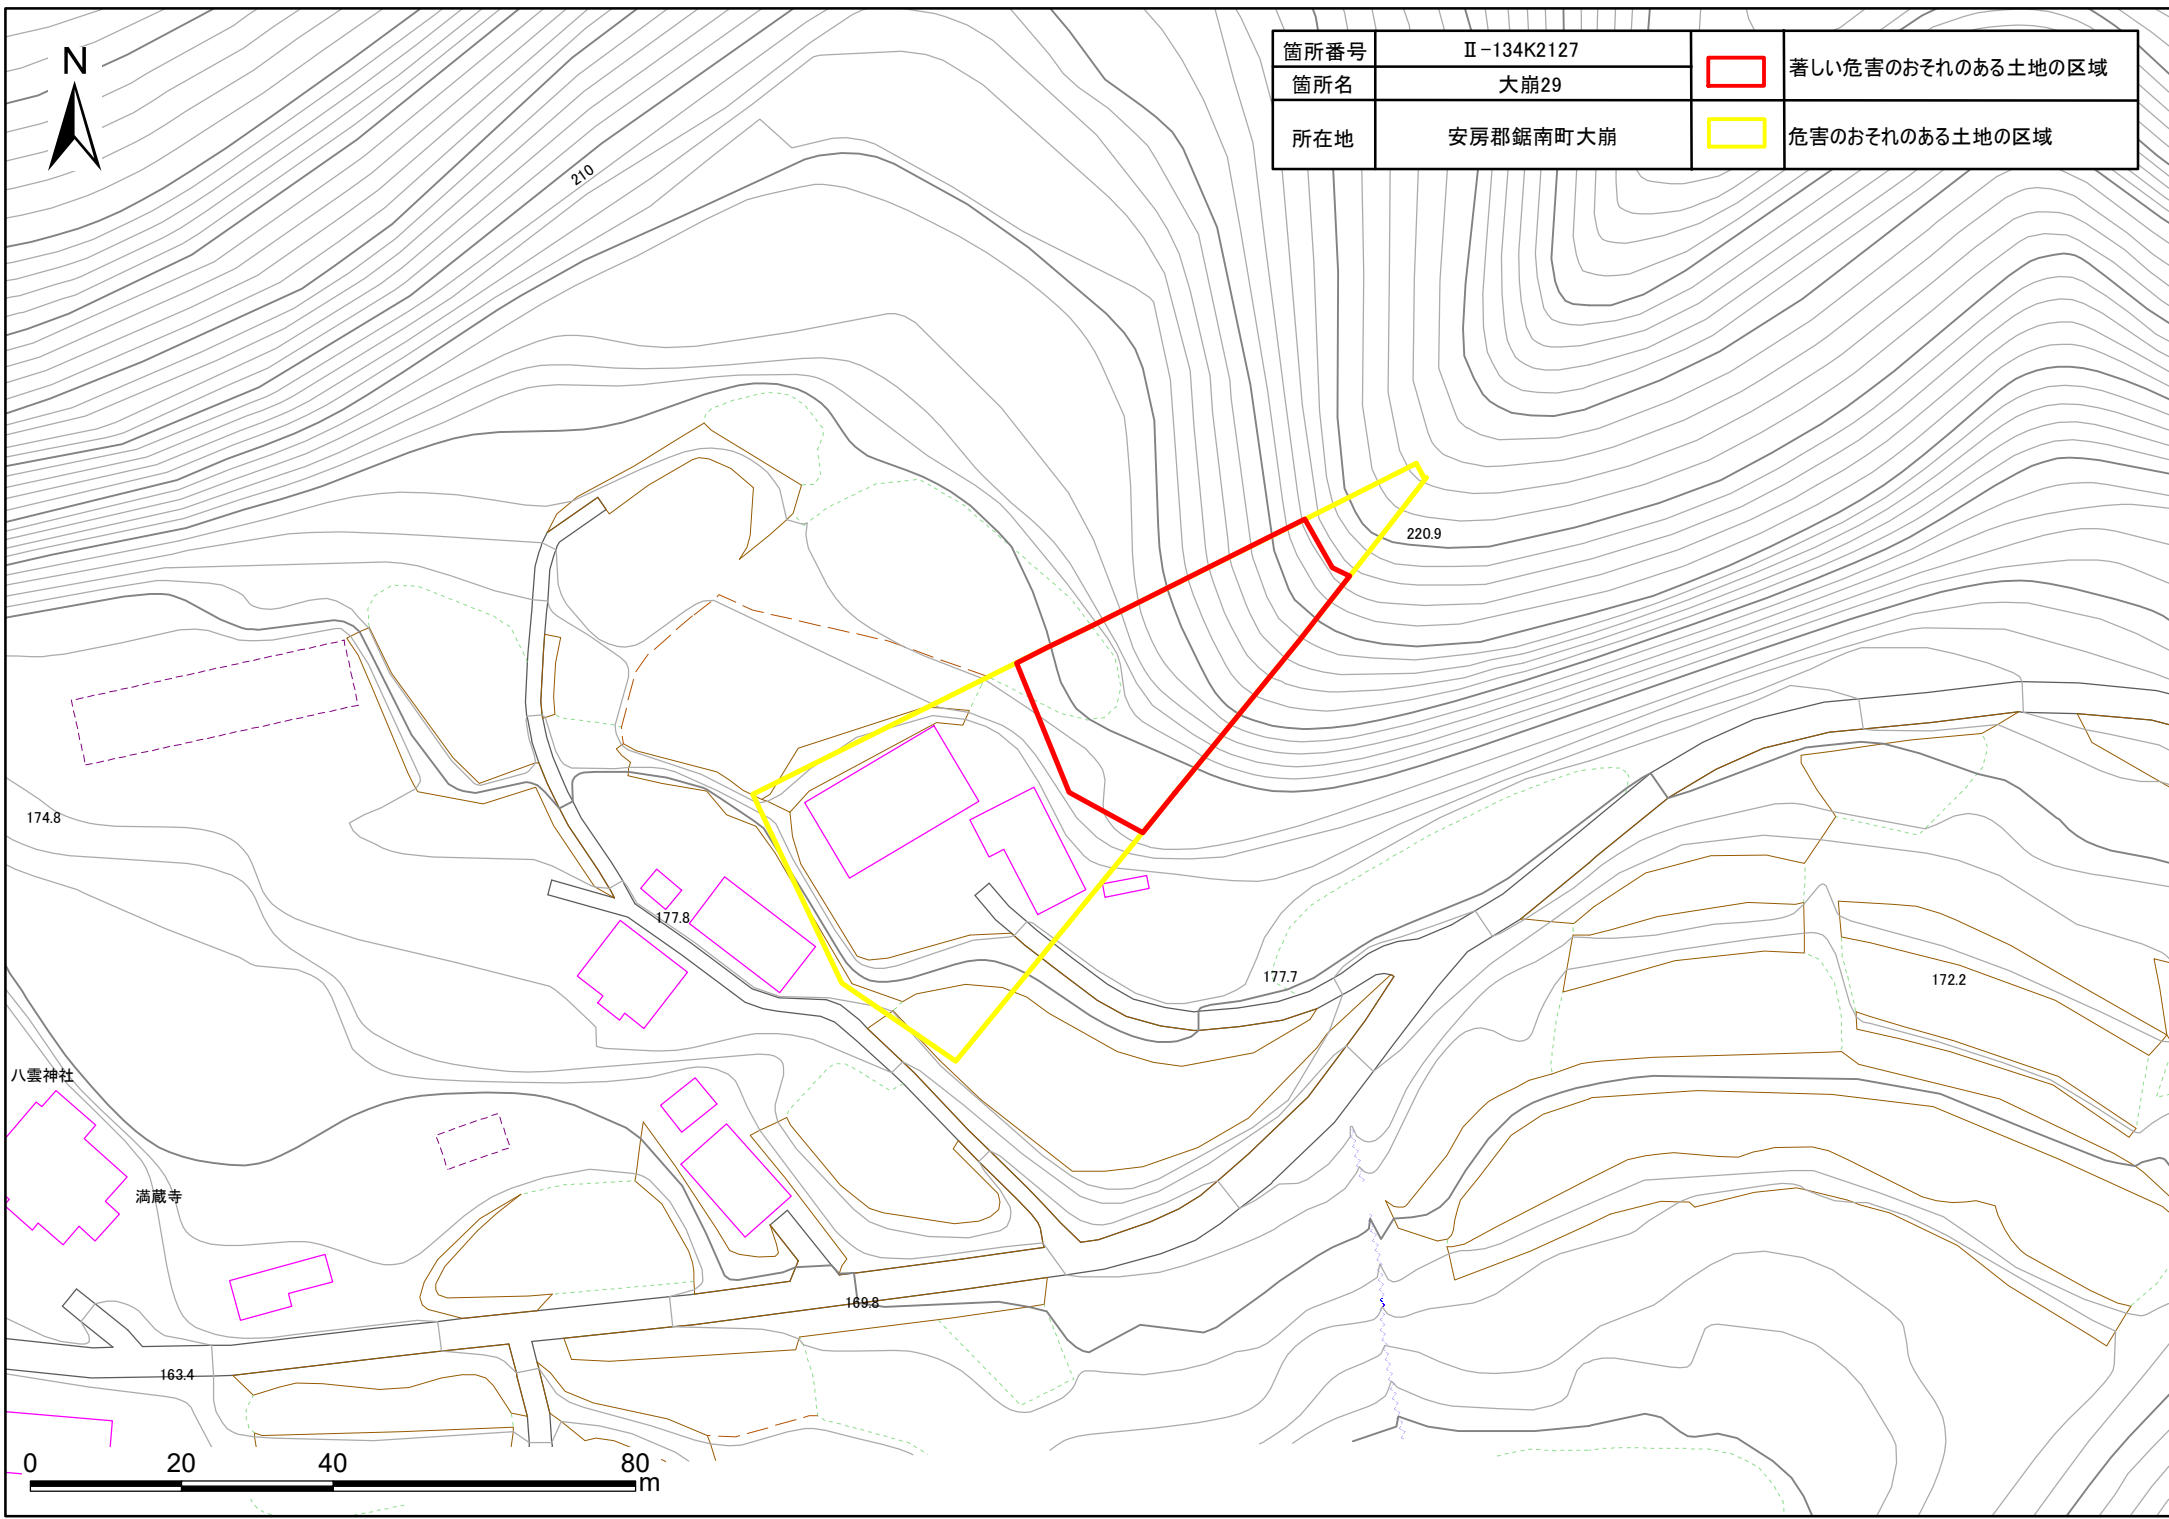 N
箇所番号 Ⅱ-134K2127 著しい危害のおそれのある土地の区域
箇所名 大崩29
所在地 安房郡鋸南町大崩 危害のおそれのある土地の区域
210
220.9
174.8
177.8
177.7
172.2
八雲神社
満蔵寺
169.8
163.4
0 20 40 80
m